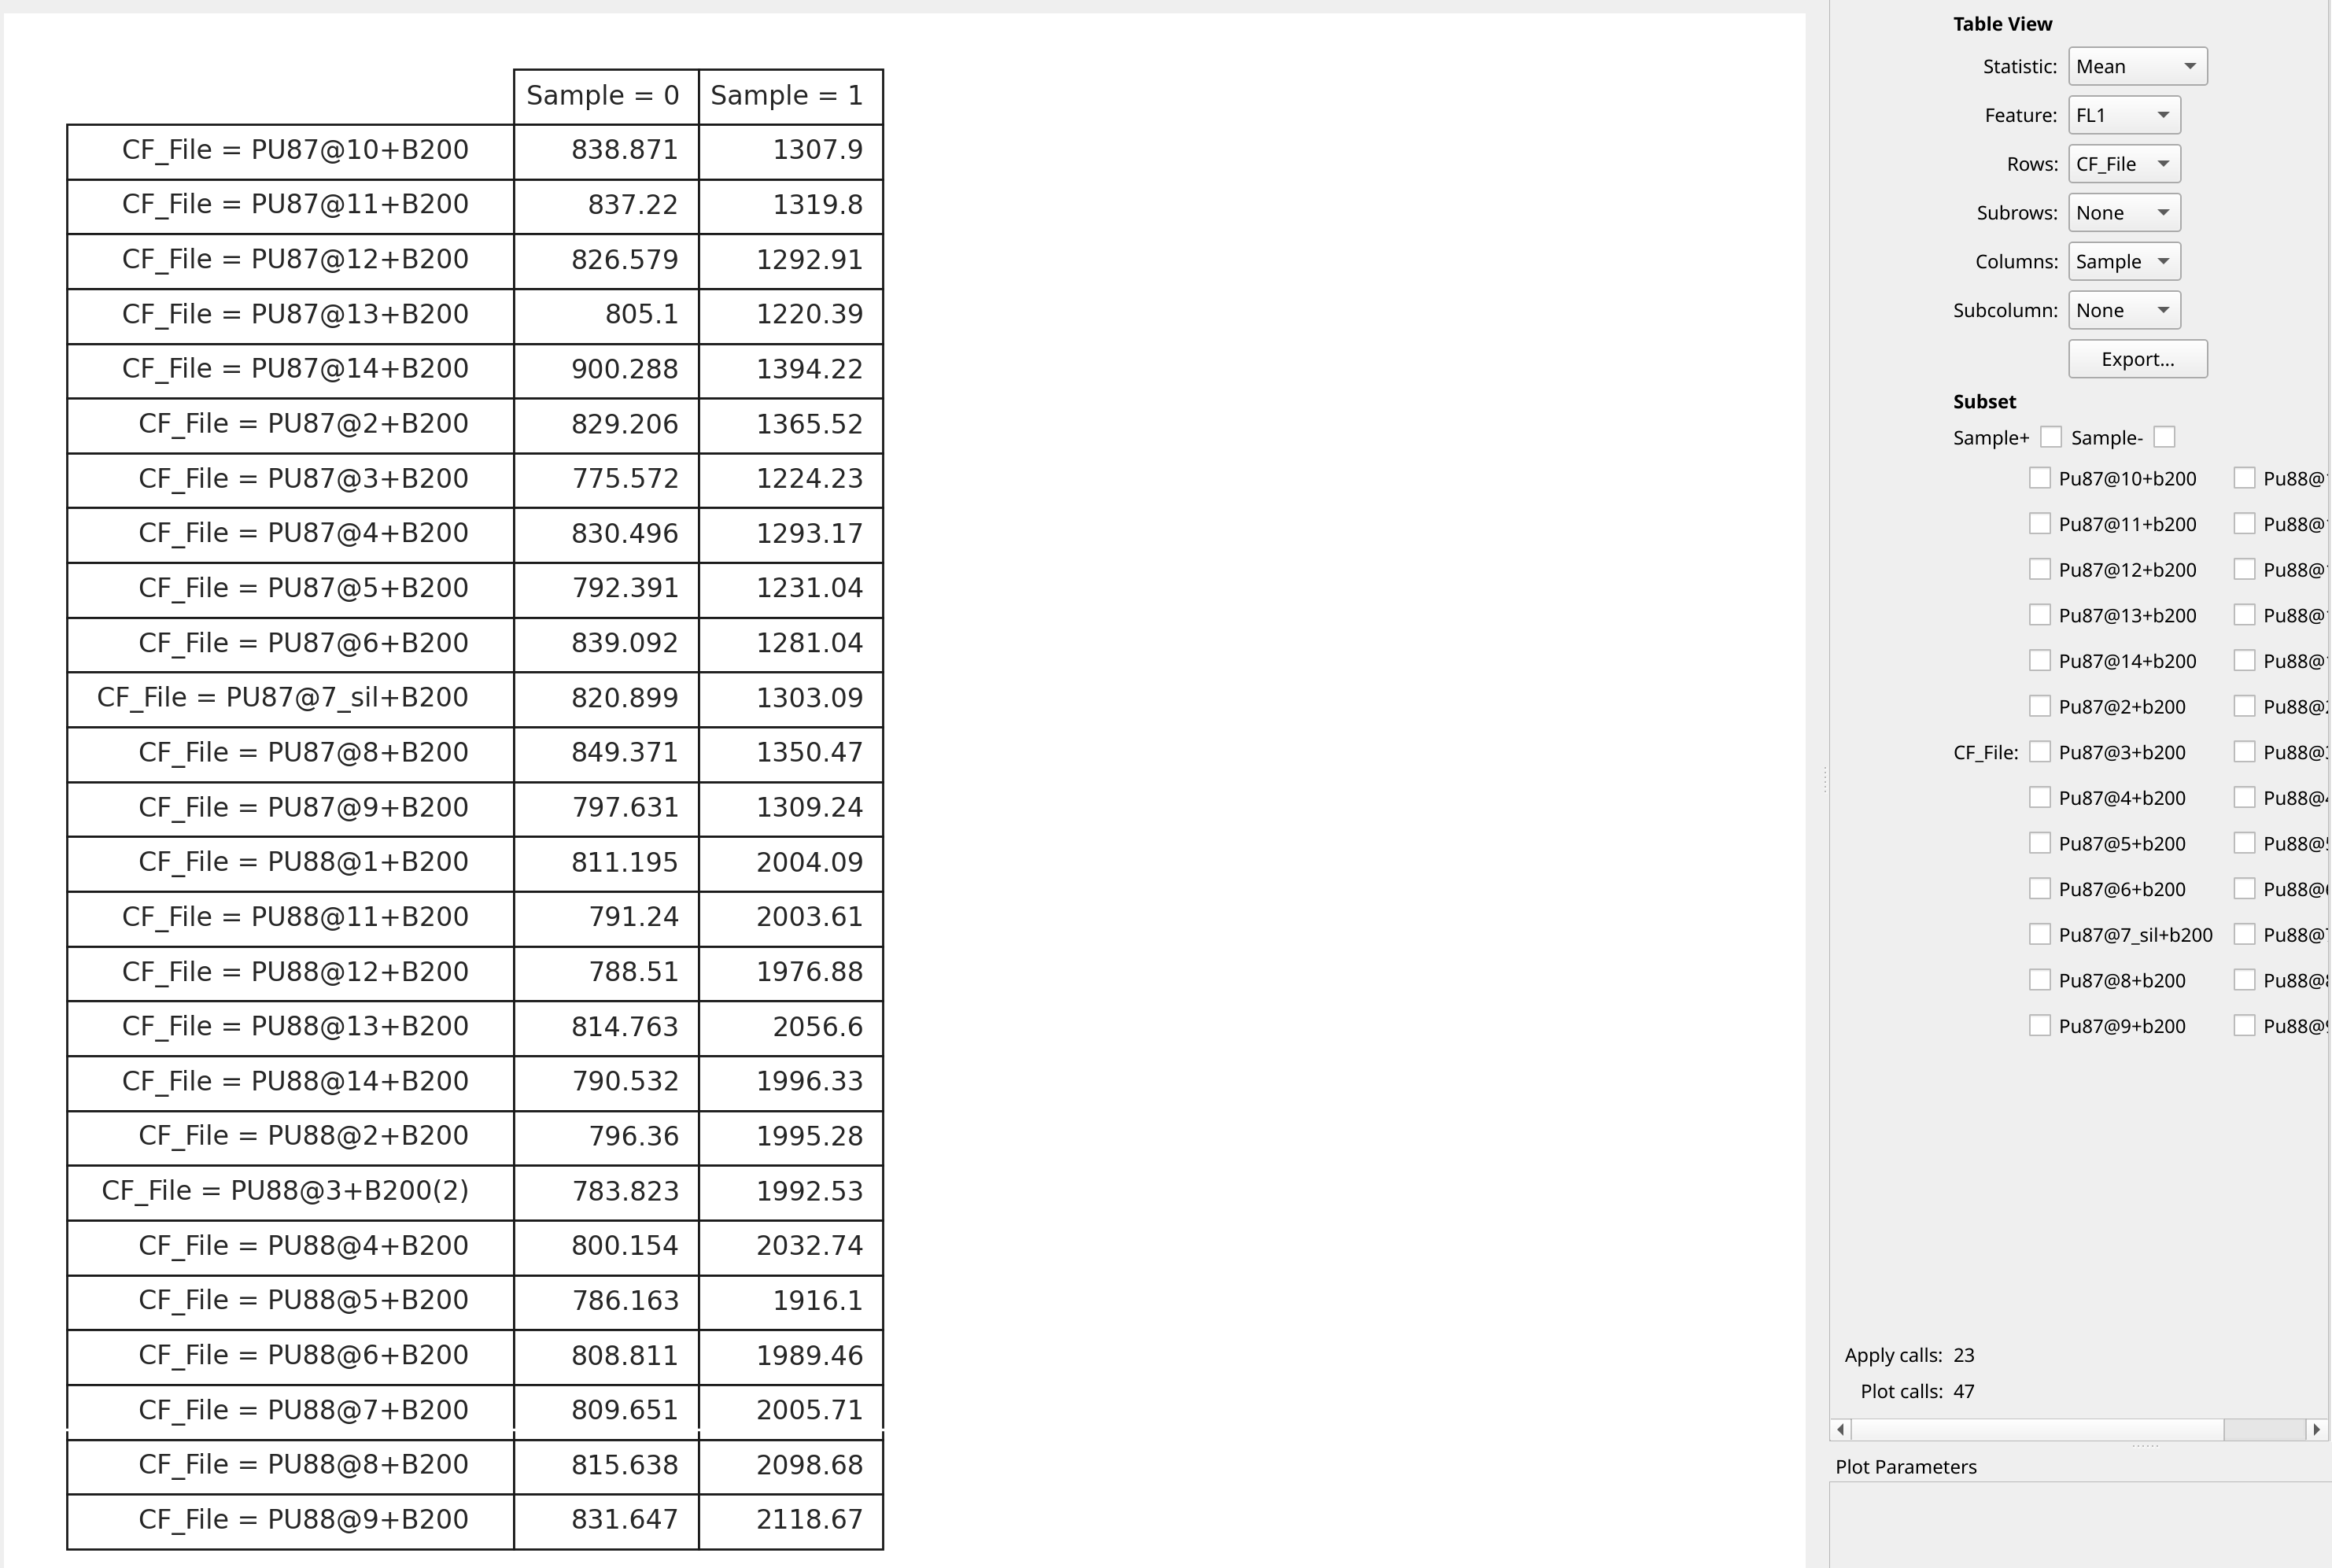 Sample = 0 Sample = 1
CF_File = PU87@10+B200 838.871 1307.9
CF_File = PU87@11+B200 837.22 1319.8
CF_File = PU87@12+B200 826.579 1292.91
CF_File = PU87@13+B200 805.1 1220.39
CF_File = PU87@14+B200 900.288 1394.22
CF_File = PU87@2+B200 829.206 1365.52
CF_File = PU87@3+B200 775.572 1224.23
CF_File = PU87@4+B200 830.496 1293.17
CF_File = PU87@5+B200 792.391 1231.04
CF_File = PU87@6+B200 839.092 1281.04
CF_File = PU87@7_sil+B200 820.899 1303.09
CF_File = PU87@8+B200 849.371 1350.47
CF_File = PU87@9+B200 797.631 1309.24
CF_File = PU88@1+B200 811.195 2004.09
CF_File = PU88@11+B200 791.24 2003.61
CF_File = PU88@12+B200 788.51 1976.88
CF_File = PU88@13+B200 814.763 2056.6
CF_File = PU88@14+B200 790.532 1996.33
CF_File = PU88@2+B200 796.36 1995.28
CF_File = PU88@3+B200(2) 783.823 1992.53
CF_File = PU88@4+B200 800.154 2032.74
CF_File = PU88@5+B200 786.163 1916.1
CF_File = PU88@6+B200 808.811 1989.46
CF_File = PU88@7+B200 809.651 2005.71
CF_File = PU88@8+B200 815.638 2098.68
CF_File = PU88@9+B200 831.647 2118.67
Table View
Statistic: Mean
Feature: FL1
Rows: CF_File
Subrows: None
Columns: Sample
Subcolumn: None
Export...
Subset
Sample+ Sample-
Pu87@10+b200 Pu88@
Pu87@11+b200 Pu88@
Pu87@12+b200 Pu88@
Pu87@13+b200 Pu88@
Pu87@14+b200 Pu88@
Pu87@2+b200 Pu88@
CF_File: Pu87@3+b200 Pu88@
Pu87@4+b200 Pu88@
Pu87@5+b200 Pu88@
Pu87@6+b200 Pu88@
Pu87@7_sil+b200 Pu88@
Pu87@8+b200 Pu88@
Pu87@9+b200 Pu88@
Apply calls: 23
Plot calls: 47
Plot Parameters